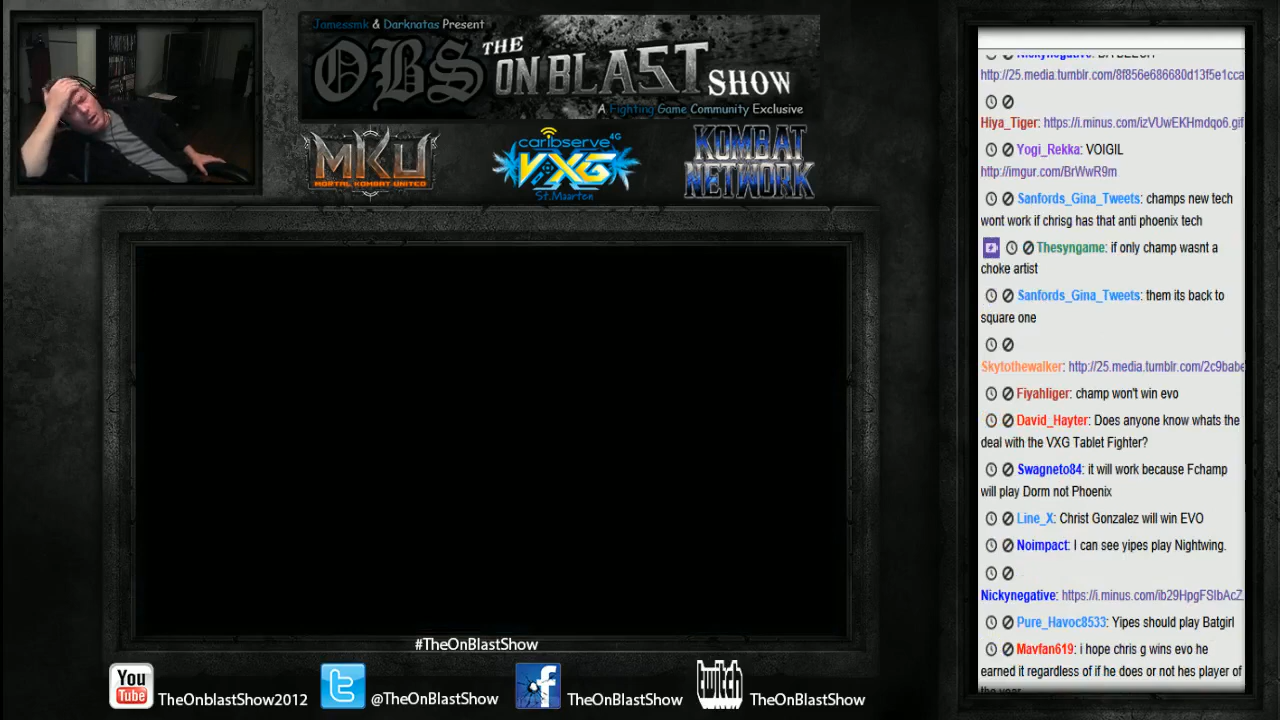 Jamessmk & Darknatas Present
OBS THE ON BLAST SHOW
A Fighting Game Community Exclusive
MKU
MORTAL KOMBAT UNITED
caribserve 4G
VXG
St.Maarten
KOMBAT
NETWORK
#TheOnBlastShow
You Tube TheOnblastShow2012
@TheOnBlastShow
TheOnBlastShow
twitch TheOnBlastShow
Nickynegative:
http://25.media.tumblr.com/8f856e686680d13f5e1cca
Hiya_Tiger: https://i.minus.com/izVUwEKHmdqo6.gif
Yogi_Rekka: VOIGIL
http://imgur.com/BrWwR9m
Sanfords_Gina_Tweets: champs new tech
wont work if chrisg has that anti phoenix tech
Thesyngame: if only champ wasnt a
choke artist
Sanfords_Gina_Tweets: them its back to
square one
Skytothewalker: http://25.media.tumblr.com/2c9babe
Fiyahliger: champ won't win evo
David_Hayter: Does anyone know whats the
deal with the VXG Tablet Fighter?
Swagneto84: it will work because Fchamp
will play Dorm not Phoenix
Line_X: Christ Gonzalez will win EVO
Noimpact: I can see yipes play Nightwing.
Nickynegative: https://i.minus.com/ib29HpgFSlbAcZ
Pure_Havoc8533: Yipes should play Batgirl
Mavfan619: i hope chris g wins evo he
earned it regardless of if he does or not hes player of
the year